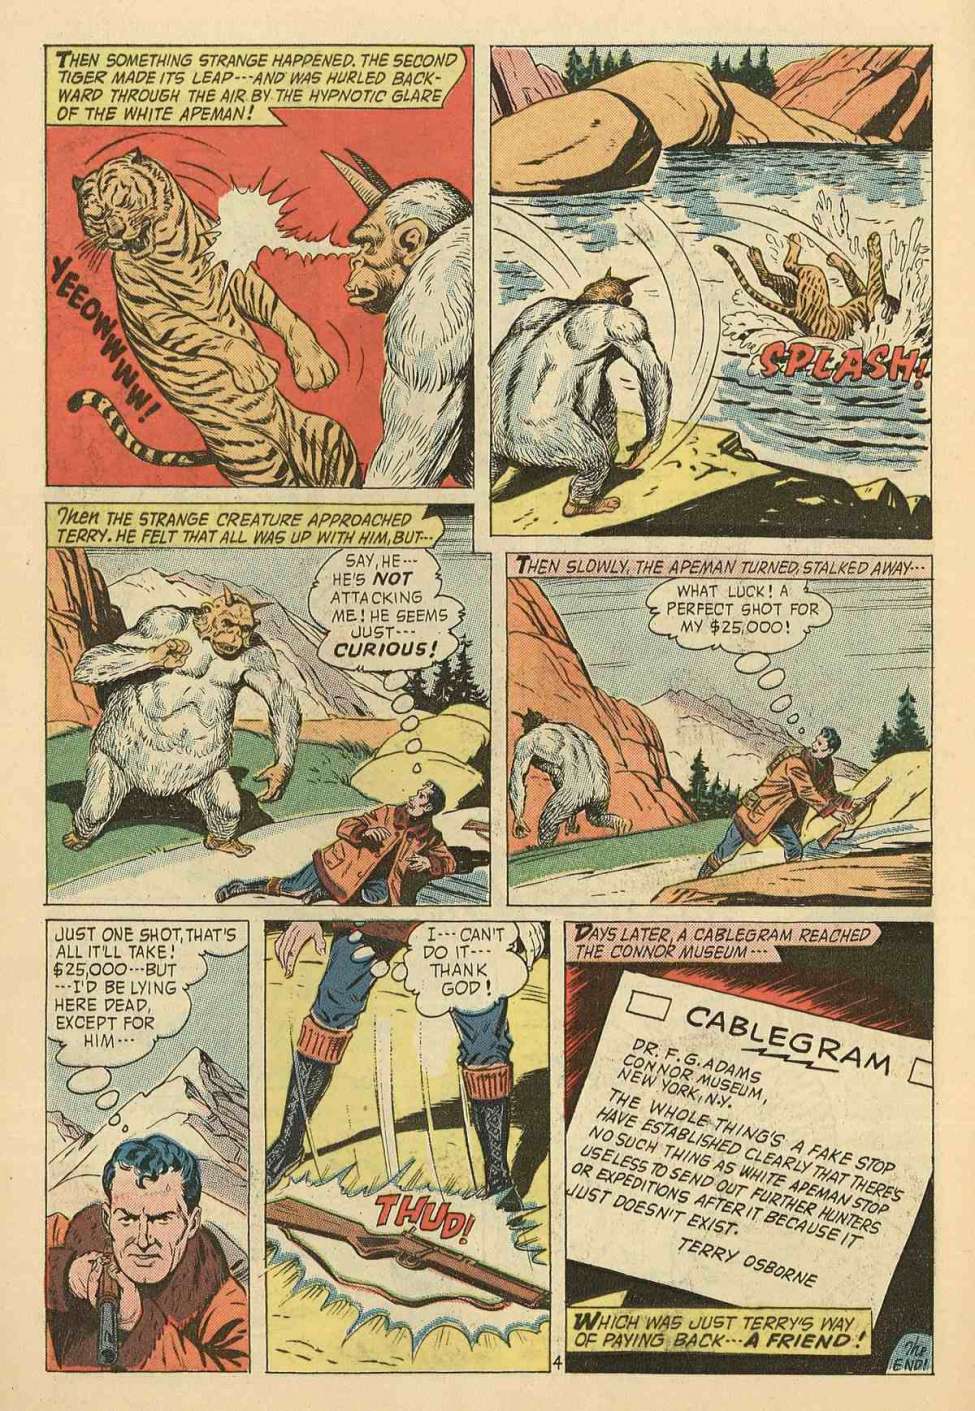 THEN SOMETHING STRANGE HAPPENED. THE SECOND
TIGER MADE ITS LEAP---AND WAS HURLED BACK-
WARD THROUGH THE AIR BY THE HYPNOTIC GLARE
OF THE WHITE APEMAN!
YEEOWWWW!
SPLASH!
Then THE STRANGE CREATURE APPROACHED
TERRY. HE FELT THAT ALL WAS UP WITH HIM, BUT--
SAY, HE---
HE'S NOT
ATTACKING
ME! HE SEEMS
JUST---
CURIOUS!
THEN SLOWLY, THE APEMAN TURNED, STALKED AWAY---
WHAT LUCK! A
PERFECT SHOT FOR
MY $25,000!
JUST ONE SHOT, THAT'S
ALL IT'LL TAKE!
$25,000---BUT
---I'D BE LYING
HERE DEAD,
EXCEPT FOR
HIM---
I---CAN'T
DO IT---
THANK
GOD!
THUD!
DAYS LATER, A CABLEGRAM REACHED
THE CONNOR MUSEUM---
CABLEGRAM
DR. F.G. ADAMS
CONNOR MUSEUM,
NEW YORK, N.Y.
THE WHOLE THING'S A FAKE STOP
HAVE ESTABLISHED CLEARLY THAT THERE'S
NO SUCH THING AS WHITE APEMAN STOP
USELESS TO SEND OUT FURTHER HUNTERS
OR EXPEDITIONS AFTER IT BECAUSE IT
JUST DOESN'T EXIST.
TERRY OSBORNE
WHICH WAS JUST TERRY'S WAY
OF PAYING BACK---A FRIEND!
The
END!
4